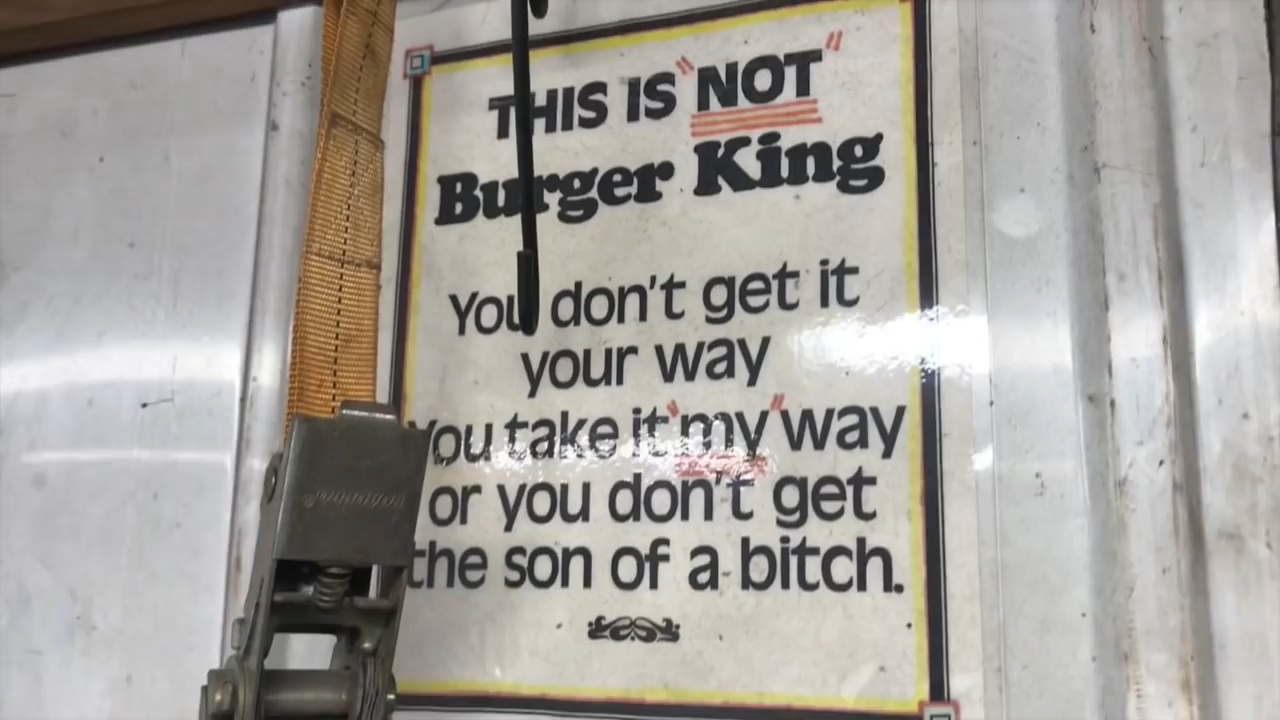 THIS IS "NOT"
Burger King
You don't get it
your way
You take it "my" way
or you don't get
the son of a bitch.